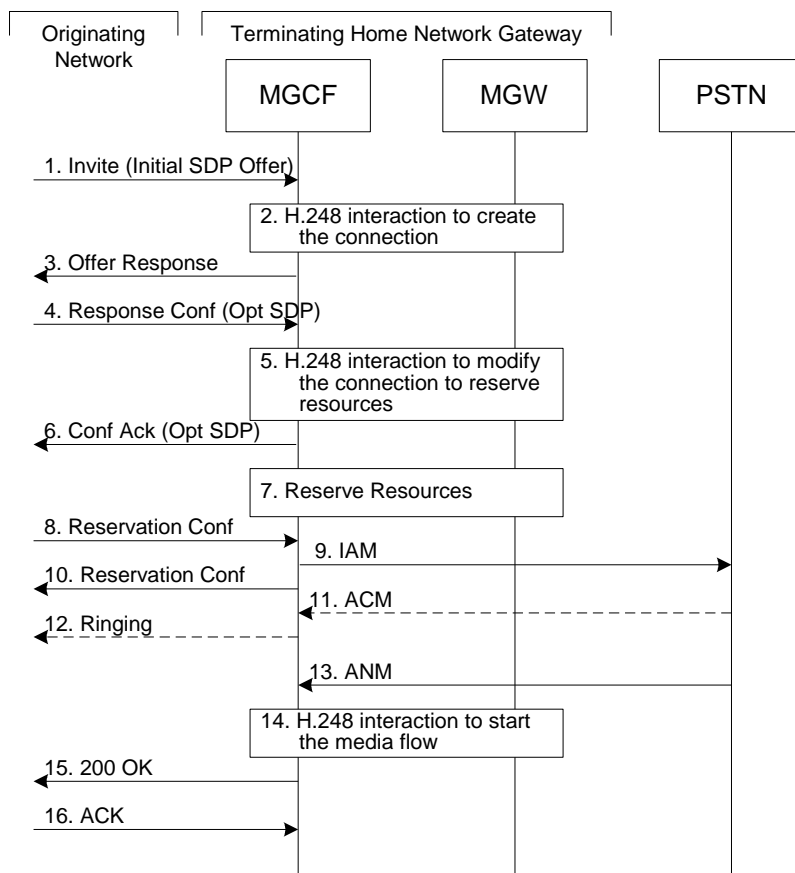 Originating
Network
Terminating Home Network Gateway
MGCF
MGW
PSTN
1. Invite (Initial SDP Offer)
2. H.248 interaction to create
the connection
3. Offer Response
4. Response Conf (Opt SDP)
5. H.248 interaction to modify
the connection to reserve
resources
6. Conf Ack (Opt SDP)
7. Reserve Resources
8. Reservation Conf
9. IAM
10. Reservation Conf
11. ACM
12. Ringing
13. ANM
14. H.248 interaction to start
the media flow
15. 200 OK
16. ACK